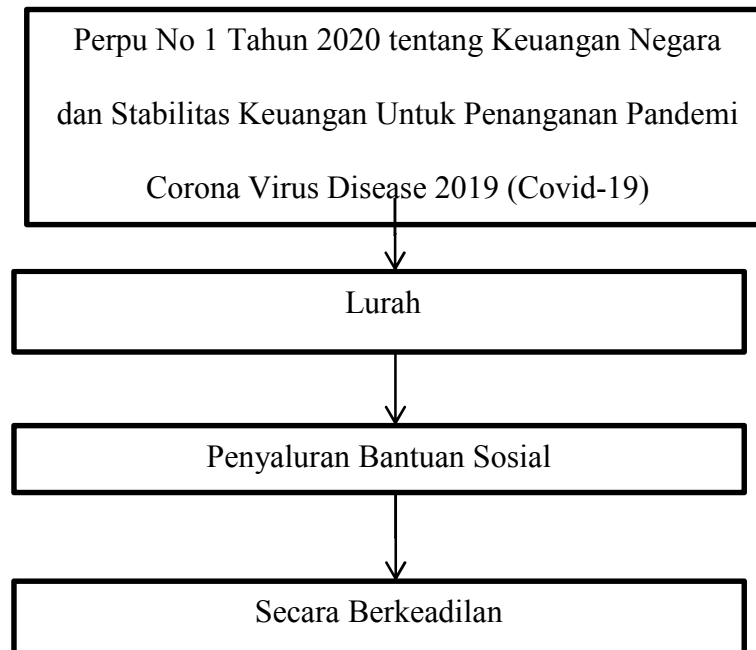 Perpu No 1 Tahun 2020 tentang Keuangan Negara
dan Stabilitas Keuangan Untuk Penanganan Pandemi
Corona Virus Disease 2019 (Covid-19)
Lurah
Penyaluran Bantuan Sosial
Secara Berkeadilan